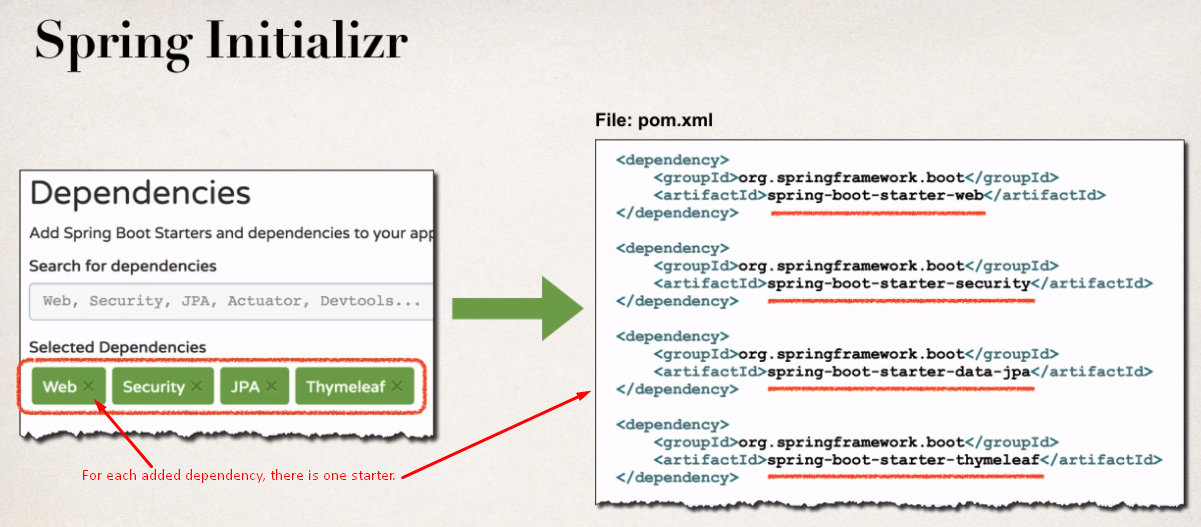 Spring Initializr
Dependencies
Add Spring Boot Starters and dependencies to your app
Search for dependencies
Web, Security, JPA, Actuator, Devtools...
Selected Dependencies
Web × Security × JPA × Thymeleaf ×
For each added dependency, there is one starter.
File: pom.xml
<dependency>
<groupId>org.springframework.boot</groupId>
<artifactId>spring-boot-starter-web</artifactId>
</dependency>
<dependency>
<groupId>org.springframework.boot</groupId>
<artifactId>spring-boot-starter-security</artifactId>
</dependency>
<dependency>
<groupId>org.springframework.boot</groupId>
<artifactId>spring-boot-starter-data-jpa</artifactId>
</dependency>
<dependency>
<groupId>org.springframework.boot</groupId>
<artifactId>spring-boot-starter-thymeleaf</artifactId>
</dependency>